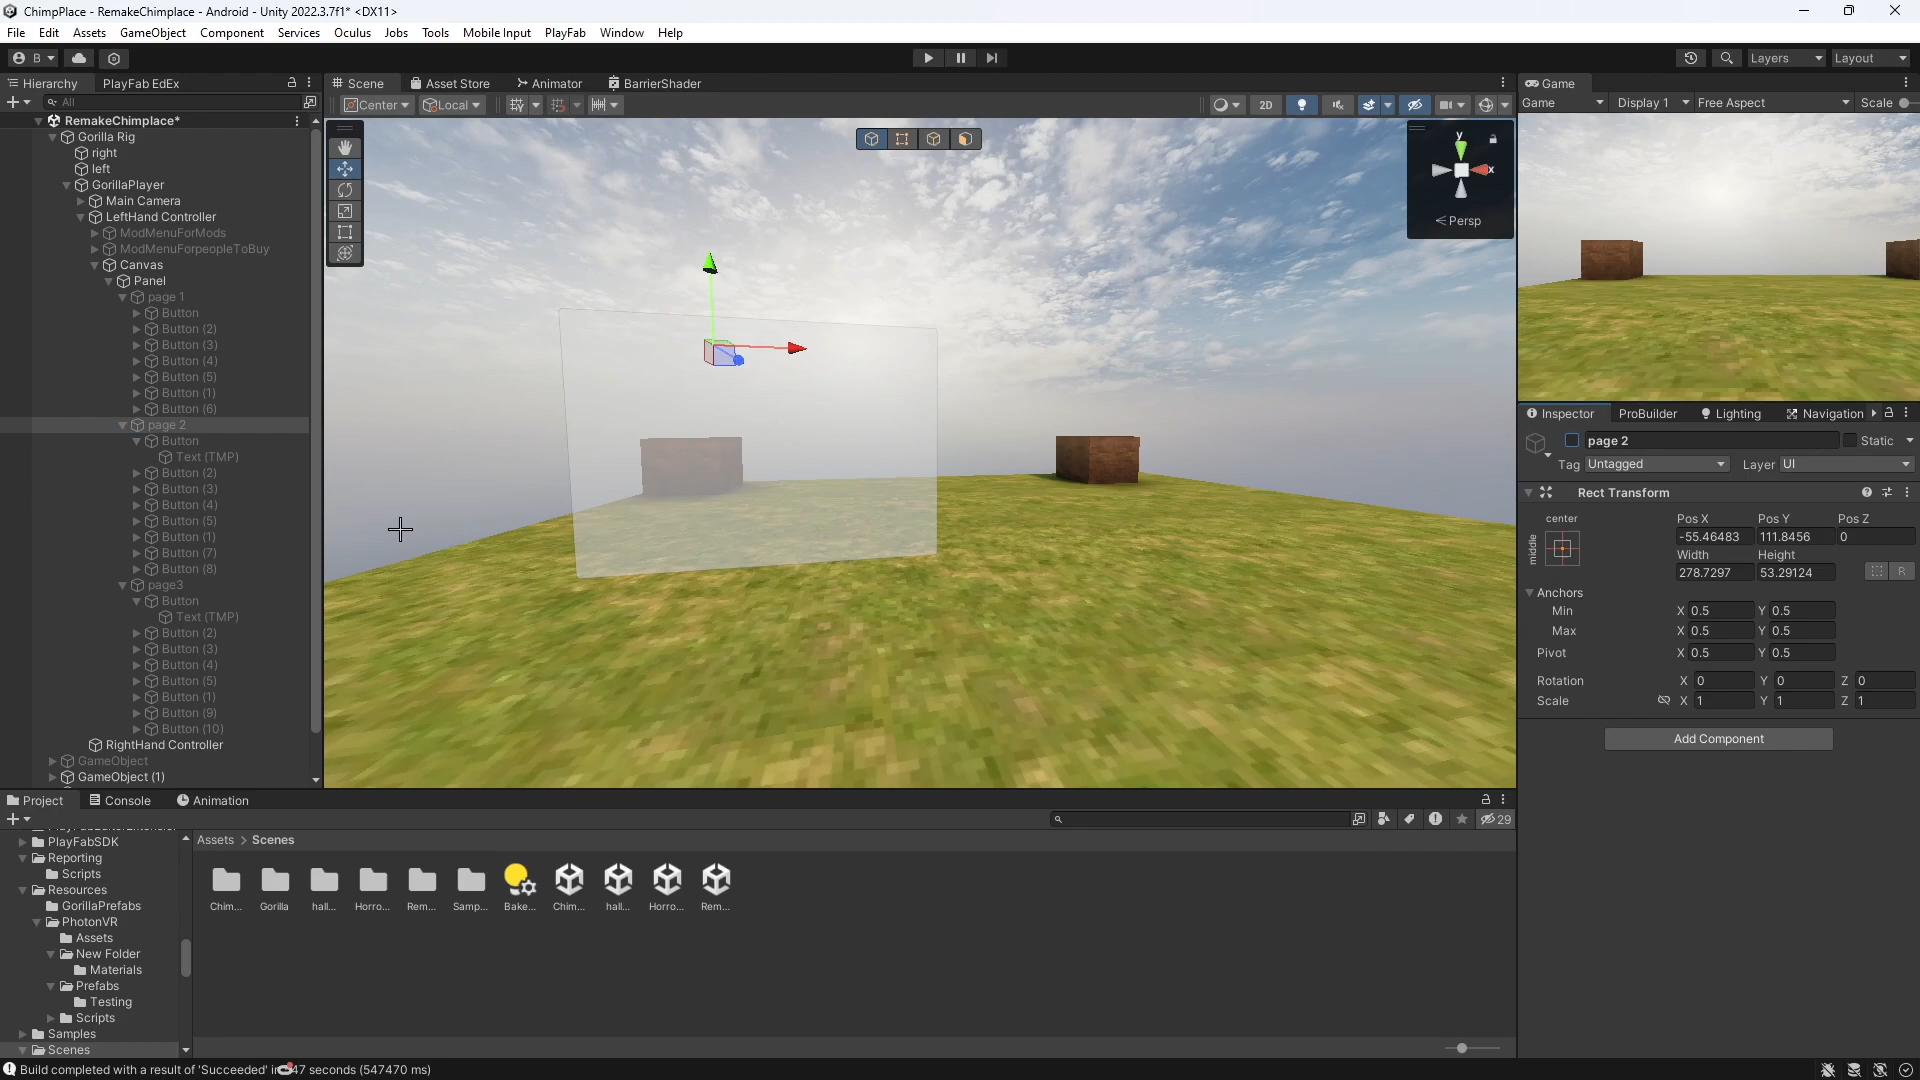 ChimpPlace - RemakeChimplace - Android - Unity 2022.3.7f1* <DX11>
File Edit Assets GameObject Component Services Oculus Jobs Tools Mobile Input PlayFab Window Help
B Layers Layout
Hierarchy PlayFab EdEx Scene Asset Store Animator BarrierShader Game
All Center Local 2D Game Display 1 Free Aspect Scale
RemakeChimplace*
Gorilla Rig
right
left
GorillaPlayer
Main Camera
LeftHand Controller
ModMenuForMods
ModMenuForpeopleToBuy
Canvas
Panel
page 1
Button
Button (2)
Button (3)
Button (4)
Button (5)
Button (1)
Button (6)
page 2
Button
Text (TMP)
Button (2)
Button (3)
Button (4)
Button (5)
Button (1)
Button (7)
Button (8)
page3
Button
Text (TMP)
Button (2)
Button (3)
Button (4)
Button (5)
Button (1)
Button (9)
Button (10)
RightHand Controller
GameObject
GameObject (1)
y
x
Persp
Inspector ProBuilder Lighting Navigation
page 2 Static
Tag Untagged Layer UI
Rect Transform
center Pos X Pos Y Pos Z
middle -55.46483 111.8456 0
Width Height
278.7297 53.29124 R
Anchors
Min X 0.5 Y 0.5
Max X 0.5 Y 0.5
Pivot X 0.5 Y 0.5
Rotation X 0 Y 0 Z 0
Scale X 1 Y 1 Z 1
Add Component
Project Console Animation
29
PlayFabSDK
Reporting
Scripts
Resources
GorillaPrefabs
PhotonVR
Assets
New Folder
Materials
Prefabs
Testing
Scripts
Samples
Scenes
Assets > Scenes
Chim... Gorilla hall... Horro... Rem... Samp... Bake... Chim... hall... Horro... Rem...
Build completed with a result of 'Succeeded' in 547 seconds (547470 ms)